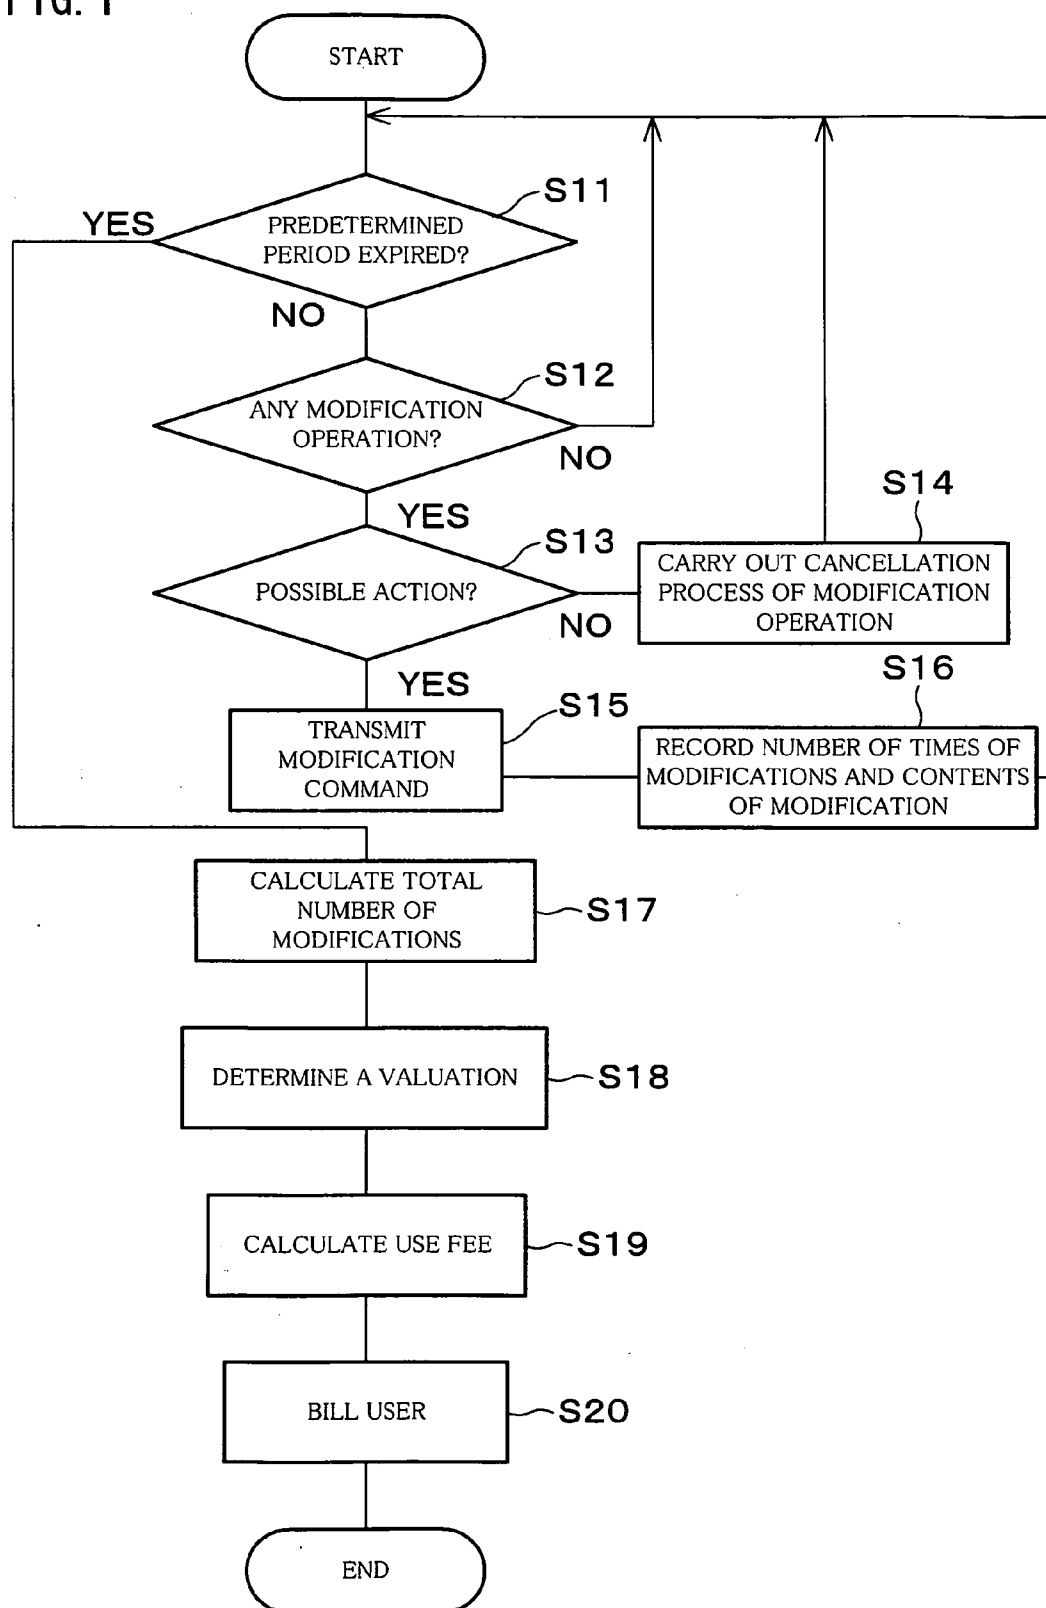 FIG. 1
START
S11
YES
PREDETERMINED
PERIOD EXPIRED?
NO
S12
ANY MODIFICATION
OPERATION?
NO
YES
S13
S14
POSSIBLE ACTION?
NO
CARRY OUT CANCELLATION
PROCESS OF MODIFICATION
OPERATION
YES
S15
S16
TRANSMIT
MODIFICATION
COMMAND
RECORD NUMBER OF TIMES OF
MODIFICATIONS AND CONTENTS
OF MODIFICATION
CALCULATE TOTAL
NUMBER OF
MODIFICATIONS
S17
DETERMINE A VALUATION
S18
CALCULATE USE FEE
S19
BILL USER
S20
END